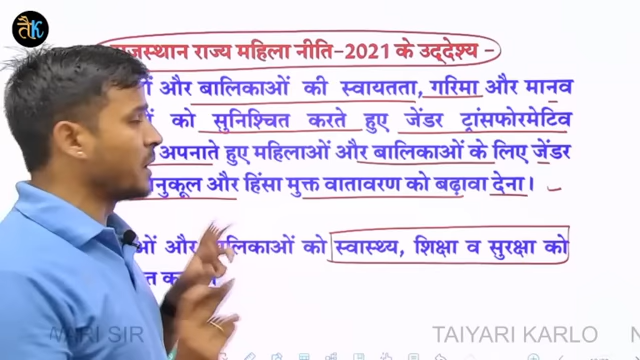 तैK
राजस्थान राज्य महिला नीति-2021 के उद्देश्य -
और बालिकाओं की स्वायतता, गरिमा और मानव
को सुनिश्चित करते हुए जेंडर ट्रांसफोरमेटिव
अपनाते हुए महिलाओं और बालिकाओं के लिए जेंडर
और हिंसा मुक्त वातावरण को बढ़ावा देना।
और बालिकाओं को स्वास्थ्य, शिक्षा व सुरक्षा को
SIR
TAIYARI KARLO